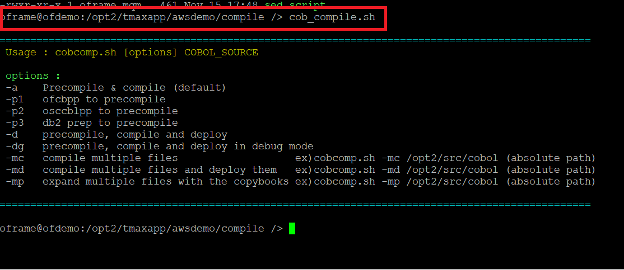 -rwxr-xr-x 1 oframe mqm 461 Nov 15 17:48 sed_script
oframe@ofdemo:/opt2/tmaxapp/awsdemo/compile /> cob_compile.sh
================================================================================
Usage : cobcomp.sh [options] COBOL_SOURCE
options :
-a Precompile & compile (default)
-p1 ofcbpp to precompile
-p2 osccblpp to precompile
-p3 db2 prep to precompile
-d precompile, compile and deploy
-dg precompile, compile and deploy in debug mode
-mc compile multiple files ex)cobcomp.sh -mc /opt2/src/cobol (absolute path)
-md compile multiple files and deploy them ex)cobcomp.sh -md /opt2/src/cobol (absolute path)
-mp expand multiple files with the copybooks ex)cobcomp.sh -mp /opt2/src/cobol (absolute path)
================================================================================
oframe@ofdemo:/opt2/tmaxapp/awsdemo/compile />